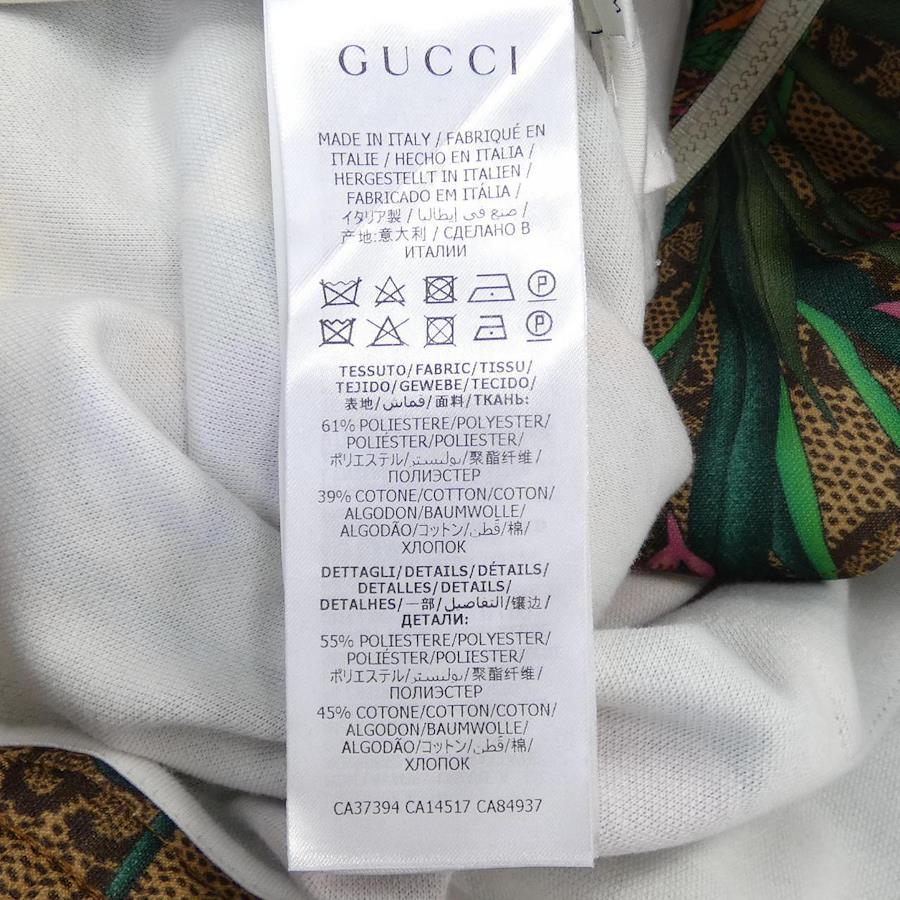 GUCCI
MADE IN ITALY / FABRIQUÉ EN
ITALIE / HECHO EN ITALIA /
HERGESTELLT IN ITALIEN /
FABRICADO EM ITÁLIA /
イタリア製 / صنع في إيطاليا /
产地:意大利 / СДЕЛАНО В
ИТАЛИИ
P
P
TESSUTO/FABRIC/TISSU/
TEJIDO/GEWEBE/TECIDO/
表地/قماش/面料/ТКАНЬ:
61% POLIESTERE/POLYESTER/
POLIÉSTER/POLIESTER/
ポリエステル/بوليستر/聚酯纤维/
ПОЛИЭСТЕР
39% COTONE/COTTON/COTON/
ALGODON/BAUMWOLLE/
ALGODÃO/コットン/قطن/棉/
ХЛОПОК
DETTAGLI/DETAILS/DÉTAILS/
DETALLES/DETAILS/
DETALHES/一部/التفاصيل/镶边/
ДЕТАЛИ:
55% POLIESTERE/POLYESTER/
POLIÉSTER/POLIESTER/
ポリエステル/بوليستر/聚酯纤维/
ПОЛИЭСТЕР
45% COTONE/COTTON/COTON/
ALGODON/BAUMWOLLE/
ALGODÃO/コットン/قطن/棉/
ХЛОПОК
CA37394 CA14517 CA84937